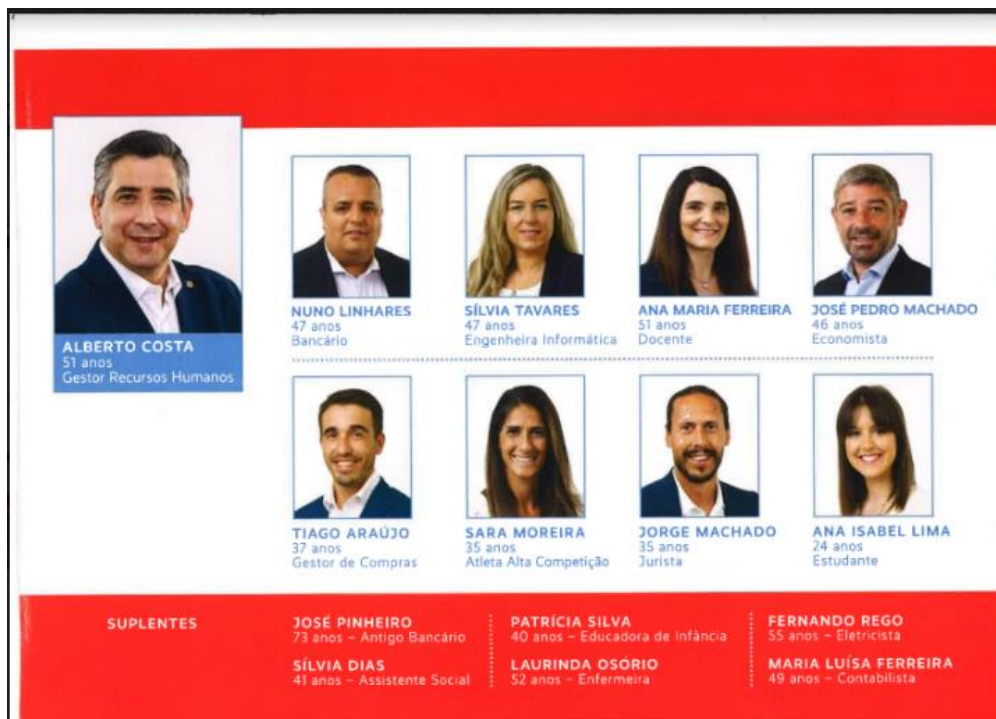 ALBERTO COSTA
51 anos
Gestor Recursos Humanos
NUNO LINHARES
47 anos
Bancário
SÍLVIA TAVARES
47 anos
Engenheira Informática
ANA MARIA FERREIRA
51 anos
Docente
JOSÉ PEDRO MACHADO
46 anos
Economista
TIAGO ARAÚJO
37 anos
Gestor de Compras
SARA MOREIRA
35 anos
Atleta Alta Competição
JORGE MACHADO
35 anos
Jurista
ANA ISABEL LIMA
24 anos
Estudante
SUPLENTES
JOSÉ PINHEIRO
73 anos – Antigo Bancário
SÍLVIA DIAS
41 anos – Assistente Social
PATRÍCIA SILVA
40 anos – Educadora de Infância
LAURINDA OSÓRIO
52 anos – Enfermeira
FERNANDO REGO
55 anos – Eletricista
MARIA LUÍSA FERREIRA
49 anos – Contabilista